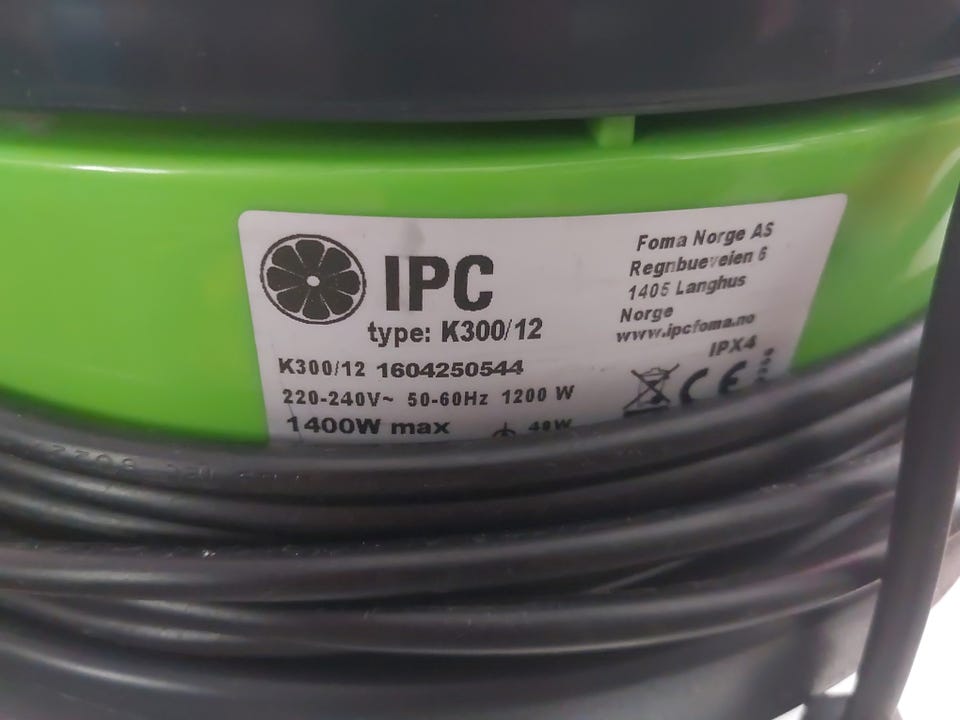 IPC
type: K300/12
K300/12 1604250544
220-240V~ 50-60Hz 1200 W
1400W max
Foma Norge AS
Regnbueveien 6
1405 Langhus
Norge
www.ipcfoma.no
IPX4
CE